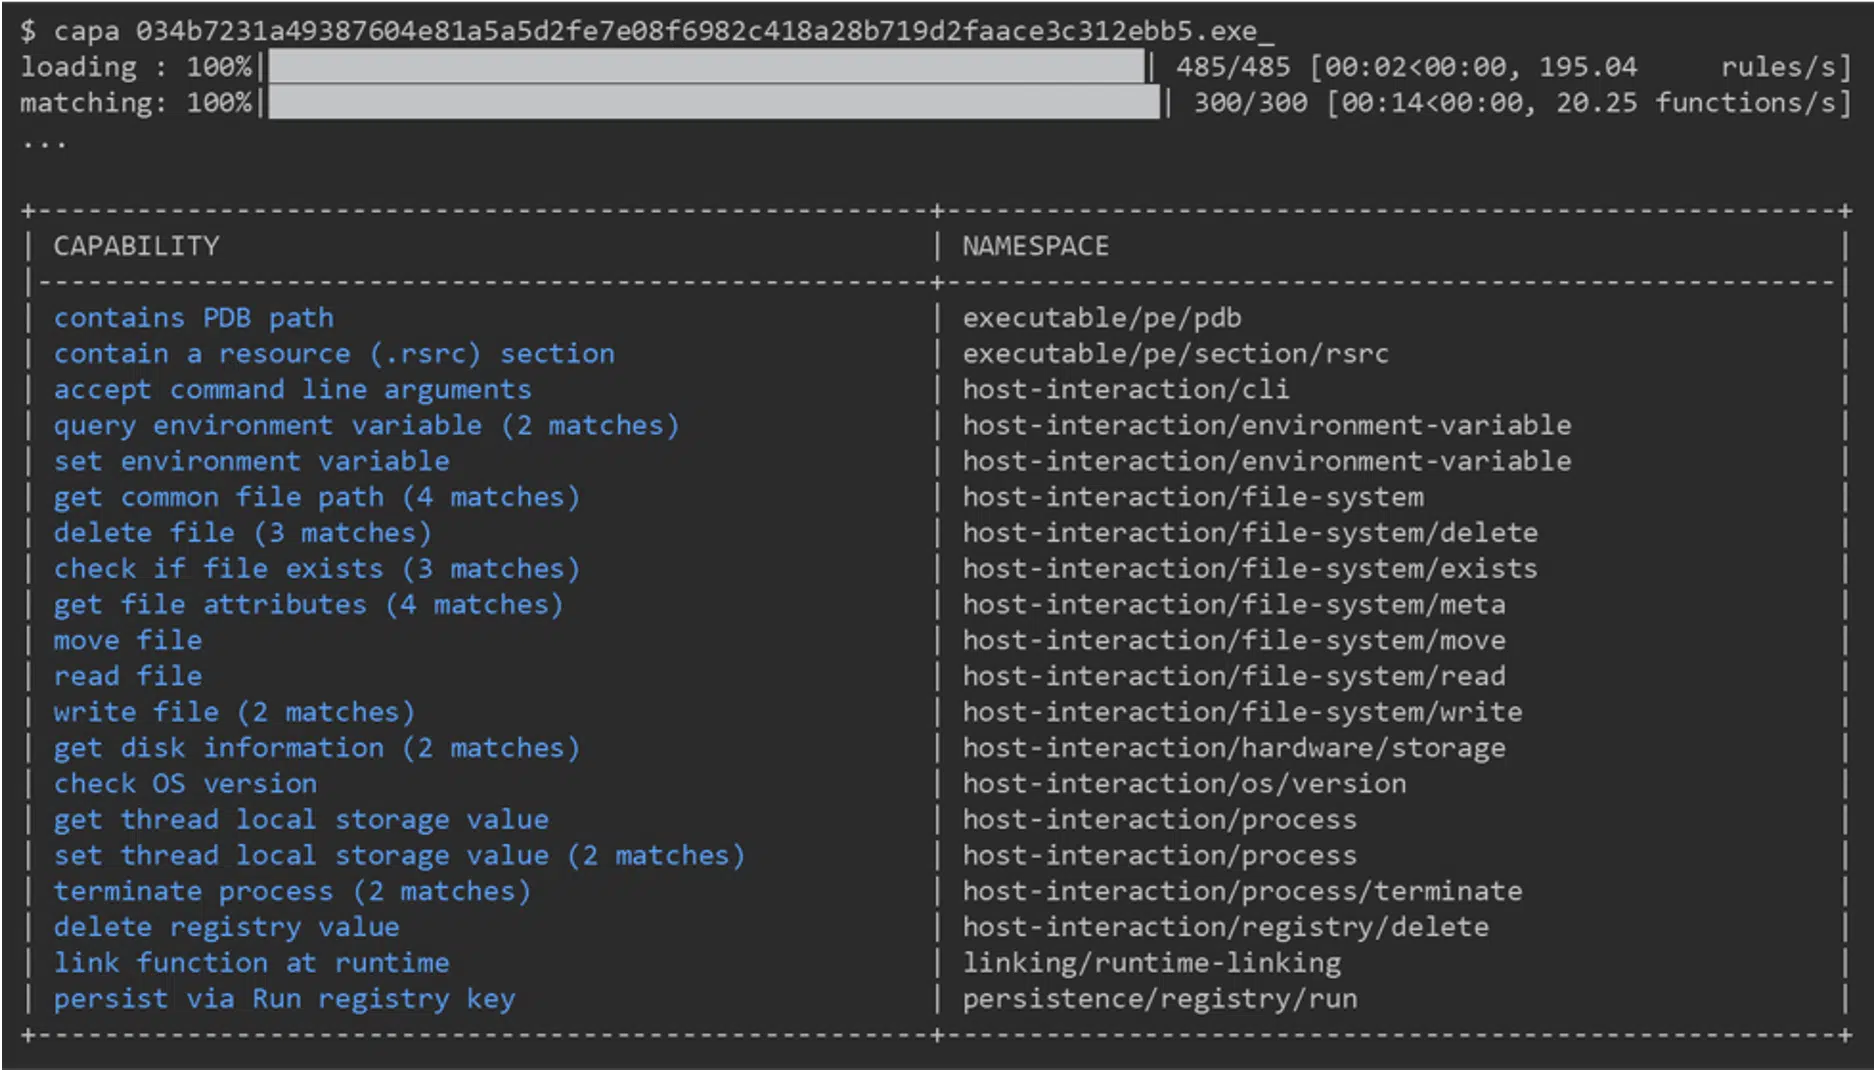 $ capa 034b7231a49387604e81a5a5d2fe7e08f6982c418a28b719d2faace3c312ebb5.exe_
loading : 100%| | 485/485 [00:02<00:00, 195.04 rules/s]
matching: 100%| | 300/300 [00:14<00:00, 20.25 functions/s]
...
+------------------------------------------------------+------------------------------------------------------+
| CAPABILITY | NAMESPACE |
|------------------------------------------------------+------------------------------------------------------|
| contains PDB path | executable/pe/pdb |
| contain a resource (.rsrc) section | executable/pe/section/rsrc |
| accept command line arguments | host-interaction/cli |
| query environment variable (2 matches) | host-interaction/environment-variable |
| set environment variable | host-interaction/environment-variable |
| get common file path (4 matches) | host-interaction/file-system |
| delete file (3 matches) | host-interaction/file-system/delete |
| check if file exists (3 matches) | host-interaction/file-system/exists |
| get file attributes (4 matches) | host-interaction/file-system/meta |
| move file | host-interaction/file-system/move |
| read file | host-interaction/file-system/read |
| write file (2 matches) | host-interaction/file-system/write |
| get disk information (2 matches) | host-interaction/hardware/storage |
| check OS version | host-interaction/os/version |
| get thread local storage value | host-interaction/process |
| set thread local storage value (2 matches) | host-interaction/process |
| terminate process (2 matches) | host-interaction/process/terminate |
| delete registry value | host-interaction/registry/delete |
| link function at runtime | linking/runtime-linking |
| persist via Run registry key | persistence/registry/run |
+------------------------------------------------------+------------------------------------------------------+